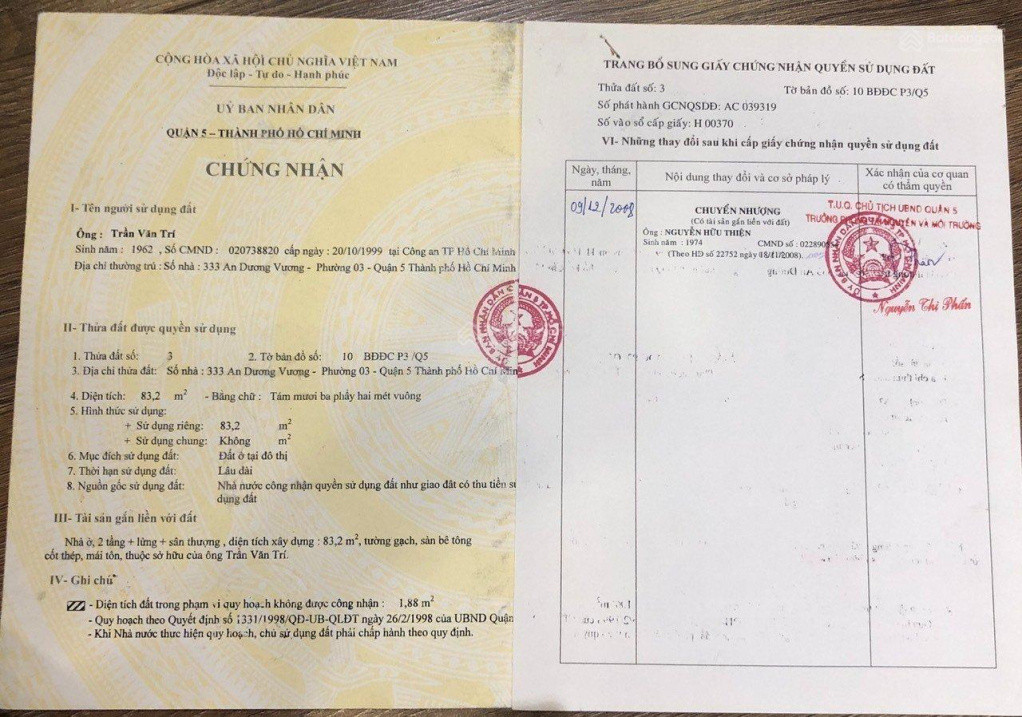 CỘNG HÒA XÃ HỘI CHỦ NGHĨA VIỆT NAM
Độc lập - Tự do - Hạnh phúc
UỶ BAN NHÂN DÂN
QUẬN 5 – THÀNH PHỐ HỒ CHÍ MINH
CHỨNG NHẬN
I- Tên người sử dụng đất
Ông : Trần Văn Trí
Sinh năm : 1962 , Số CMND : 020738820 cấp ngày : 20/10/1999 tại Công an TP Hồ Chí Minh
Địa chỉ thường trú : Số nhà : 333 An Dương Vương - Phường 03 - Quận 5 Thành phố Hồ Chí Minh
II- Thửa đất được quyền sử dụng
1. Thửa đất số: 3 2. Tờ bản đồ số: 10 BĐĐC P3 /Q5
3. Địa chỉ thửa đất: Số nhà : 333 An Dương Vương - Phường 03 - Quận 5 Thành phố Hồ Chí Minh
4. Diện tích: 83,2 m2 - Bằng chữ : Tám mươi ba phẩy hai mét vuông
5. Hình thức sử dụng:
+ Sử dụng riêng: 83,2 m2
+ Sử dụng chung: Không m2
6. Mục đích sử dụng đất: Đất ở tại đô thị
7. Thời hạn sử dụng đất: Lâu dài
8. Nguồn gốc sử dụng đất: Nhà nước công nhận quyền sử dụng đất như giao đất có thu tiền sử
dụng đất
III- Tài sản gắn liền với đất
Nhà ở, 2 tầng + lửng + sân thượng , diện tích xây dựng : 83,2 m2, tường gạch, sàn bê tông
cốt thép, mái tôn, thuộc sở hữu của ông Trần Văn Trí.
IV- Ghi chú
- Diện tích đất trong phạm vi quy hoạch không được công nhận : 1,88 m2
- Quy hoạch theo Quyết định số 1331/1998/QĐ-UB-QLĐT ngày 26/2/1998 của UBND Quận
- Khi Nhà nước thực hiện quy hoạch, chủ sử dụng đất phải chấp hành theo quy định.
TRANG BỔ SUNG GIẤY CHỨNG NHẬN QUYỀN SỬ DỤNG ĐẤT
Thửa đất số: 3 Tờ bản đồ số: 10 BĐĐC P3/Q5
Số phát hành GCNQSDĐ: AC 039319
Số vào sổ cấp giấy: H 00370
VI- Những thay đổi sau khi cấp giấy chứng nhận quyền sử dụng đất
Ngày, tháng, năm
Nội dung thay đổi và cơ sở pháp lý
Xác nhận của cơ quan có thẩm quyền
09/12/2008
CHUYỂN NHƯỢNG
(Có tài sản gắn liền với đất)
Ông : NGUYỄN HỮU THIỆN
Sinh năm : 1974 CMND số :
(Theo HĐ số 22752 ngày 18/11/2008).
T.U.Q. CHỦ TỊCH UBND QUẬN 5
TRƯỞNG PHÒNG TÀI NGUYÊN VÀ MÔI TRƯỜNG
Nguyễn Thị Phấn